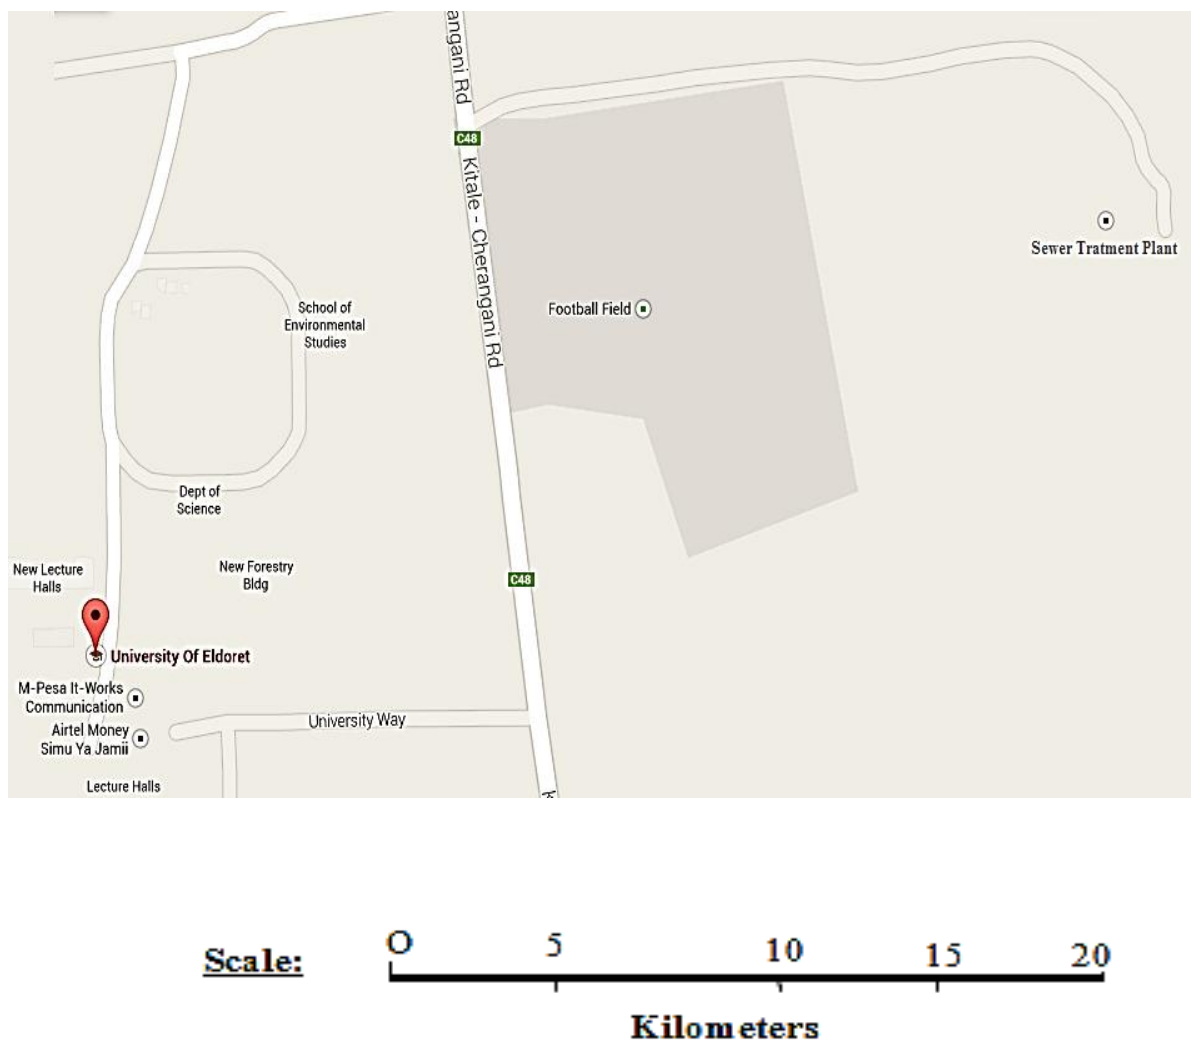 angani Rd
C48
Kitale - Cherangani Rd
Sewer Tratment Plant
School of
Environmental
Studies
Football Field
Dept of
Science
New Lecture
Halls
New Forestry
Bldg
C48
University Of Eldoret
M-Pesa It-Works
Communication
Airtel Money
Simu Ya Jamii
University Way
Lecture Halls
K
Scale:
O 5 10 15 20
Kilometers